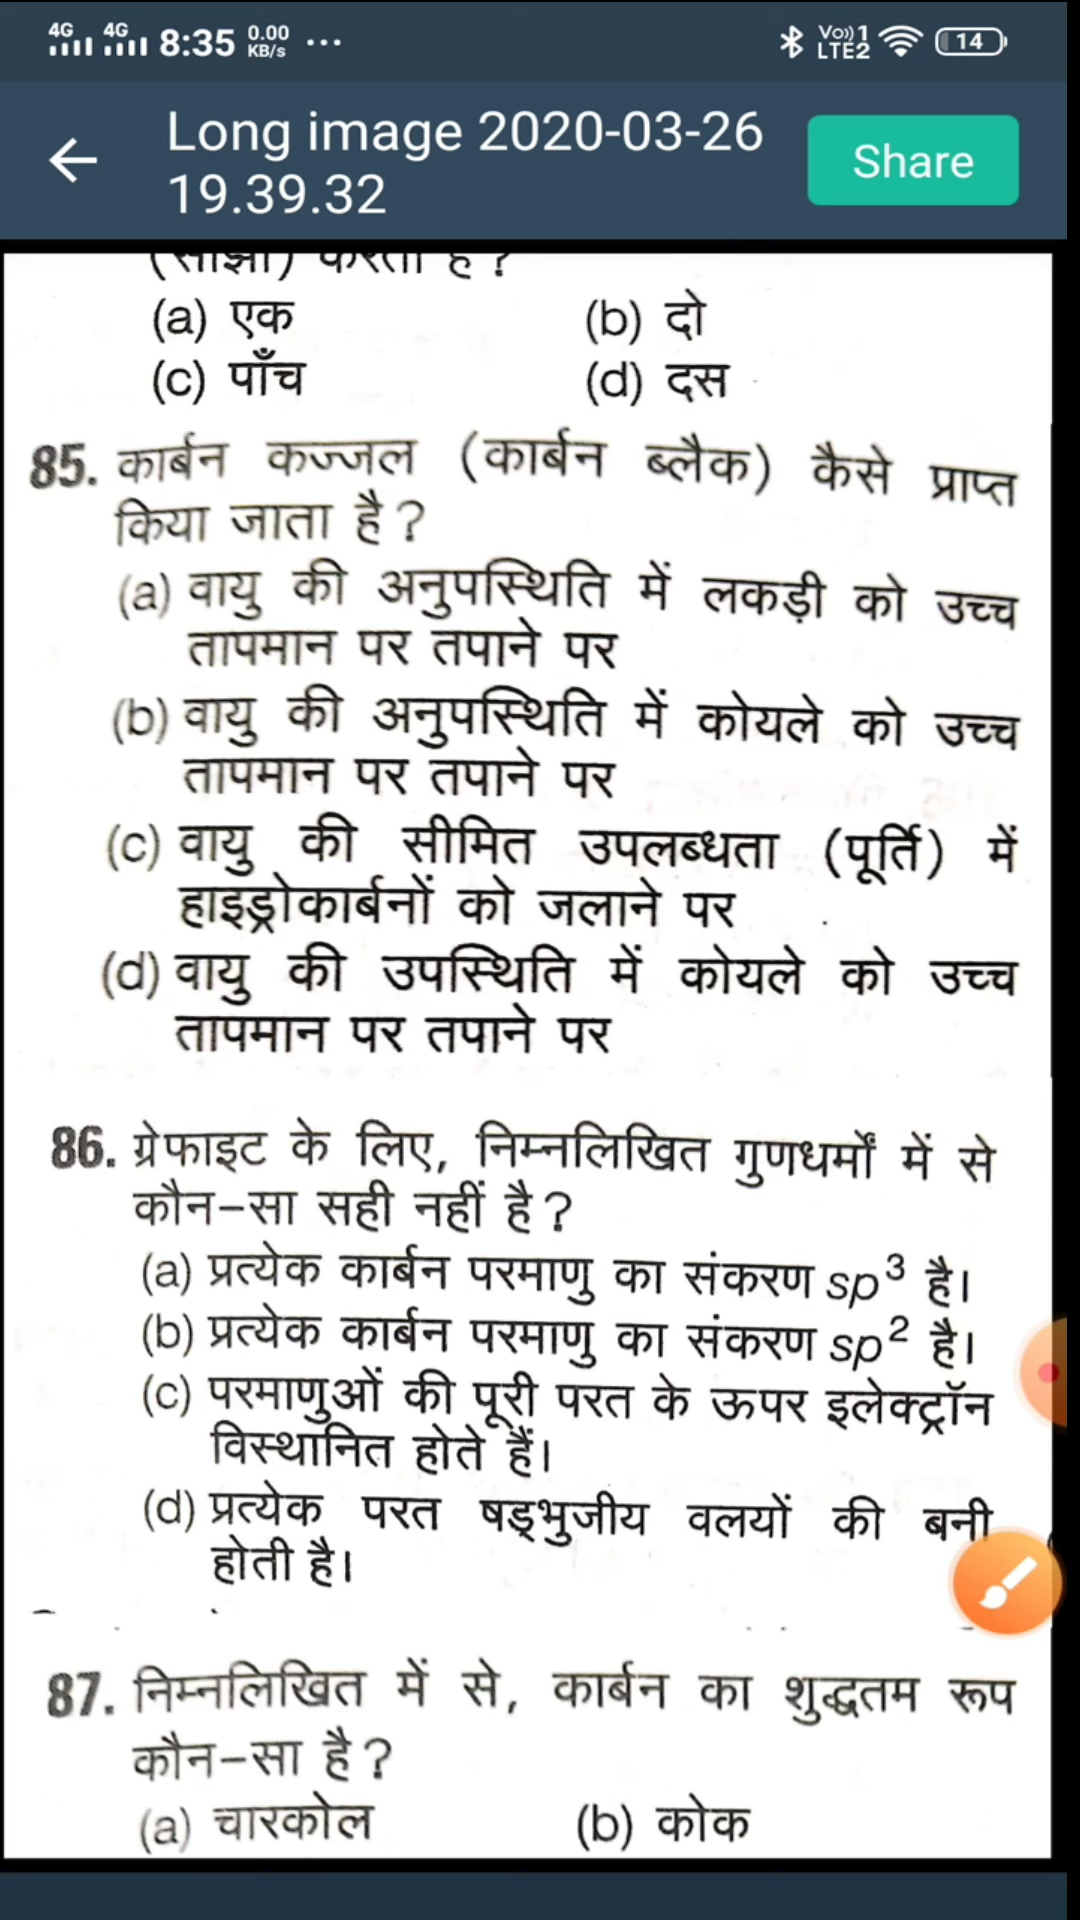 4G 4G 8:35 0.00 KB/s ... Vo)) 1 LTE2 14
Long image 2020-03-26 19.39.32
Share
(साझा) करता है ?
(a) एक (b) दो
(c) पाँच (d) दस
85. कार्बन कज्जल (कार्बन ब्लैक) कैसे प्राप्त
किया जाता है ?
(a) वायु की अनुपस्थिति में लकड़ी को उच्च
तापमान पर तपाने पर
(b) वायु की अनुपस्थिति में कोयले को उच्च
तापमान पर तपाने पर
(c) वायु की सीमित उपलब्धता (पूर्ति) में
हाइड्रोकार्बनों को जलाने पर
(d) वायु की उपस्थिति में कोयले को उच्च
तापमान पर तपाने पर
86. ग्रेफाइट के लिए, निम्नलिखित गुणधर्मों में से
कौन-सा सही नहीं है ?
(a) प्रत्येक कार्बन परमाणु का संकरण sp³ है।
(b) प्रत्येक कार्बन परमाणु का संकरण sp² है।
(c) परमाणुओं की पूरी परत के ऊपर इलेक्ट्रॉन
विस्थानित होते हैं।
(d) प्रत्येक परत षड्भुजीय वलयों की बनी
होती है।
87. निम्नलिखित में से, कार्बन का शुद्धतम रूप
कौन-सा है ?
(a) चारकोल (b) कोक